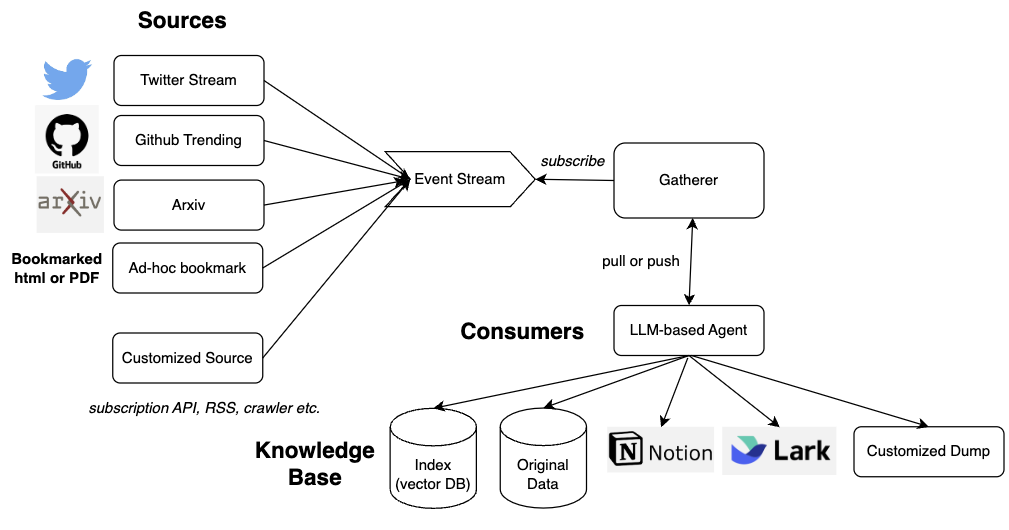 Sources
Twitter Stream
GitHub
Github Trending
arXiv
Arxiv
Bookmarked
html or PDF
Ad-hoc bookmark
Customized Source
subscription API, RSS, crawler etc.
Event Stream
subscribe
Gatherer
pull or push
Consumers
LLM-based Agent
Knowledge
Base
Index
(vector DB)
Original
Data
N Notion
Lark
Customized Dump